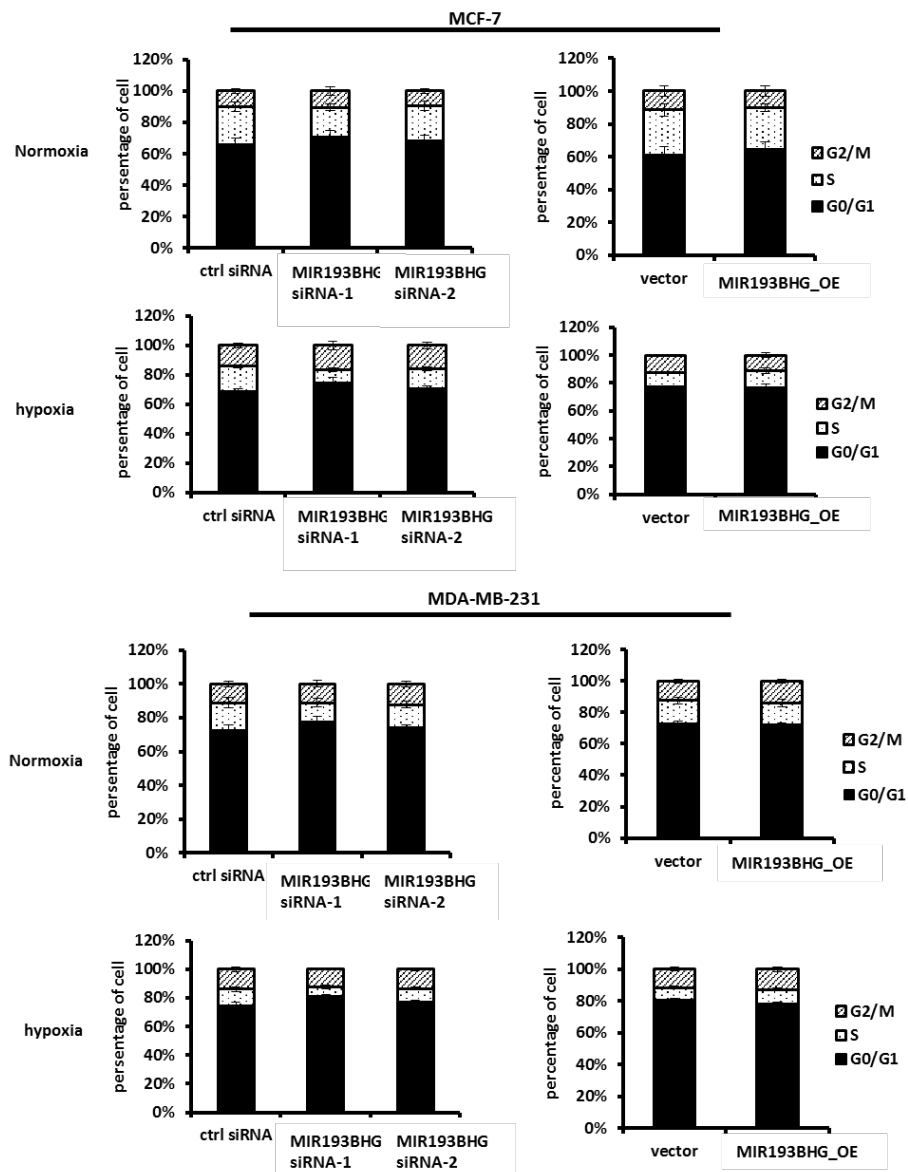 MCF-7
Normoxia
persentage of cell
120%
100%
80%
60%
40%
20%
0%
ctrl siRNA
MIR193BHG
siRNA-1
MIR193BHG
siRNA-2
persentage of cell
120%
100%
80%
60%
40%
20%
0%
vector
MIR193BHG_OE
G2/M
S
G0/G1
hypoxia
persentage of cell
120%
100%
80%
60%
40%
20%
0%
ctrl siRNA
MIR193BHG
siRNA-1
MIR193BHG
siRNA-2
percentage of cell
120%
100%
80%
60%
40%
20%
0%
vector
MIR193BHG_OE
G2/M
S
G0/G1
MDA-MB-231
Normoxia
persentage of cell
120%
100%
80%
60%
40%
20%
0%
ctrl siRNA
MIR193BHG
siRNA-1
MIR193BHG
siRNA-2
persentage of cell
120%
100%
80%
60%
40%
20%
0%
vector
MIR193BHG_OE
G2/M
S
G0/G1
hypoxia
persentage of cell
120%
100%
80%
60%
40%
20%
0%
ctrl siRNA
MIR193BHG
siRNA-1
MIR193BHG
siRNA-2
percentage of cell
120%
100%
80%
60%
40%
20%
0%
vector
MIR193BHG_OE
G2/M
S
G0/G1